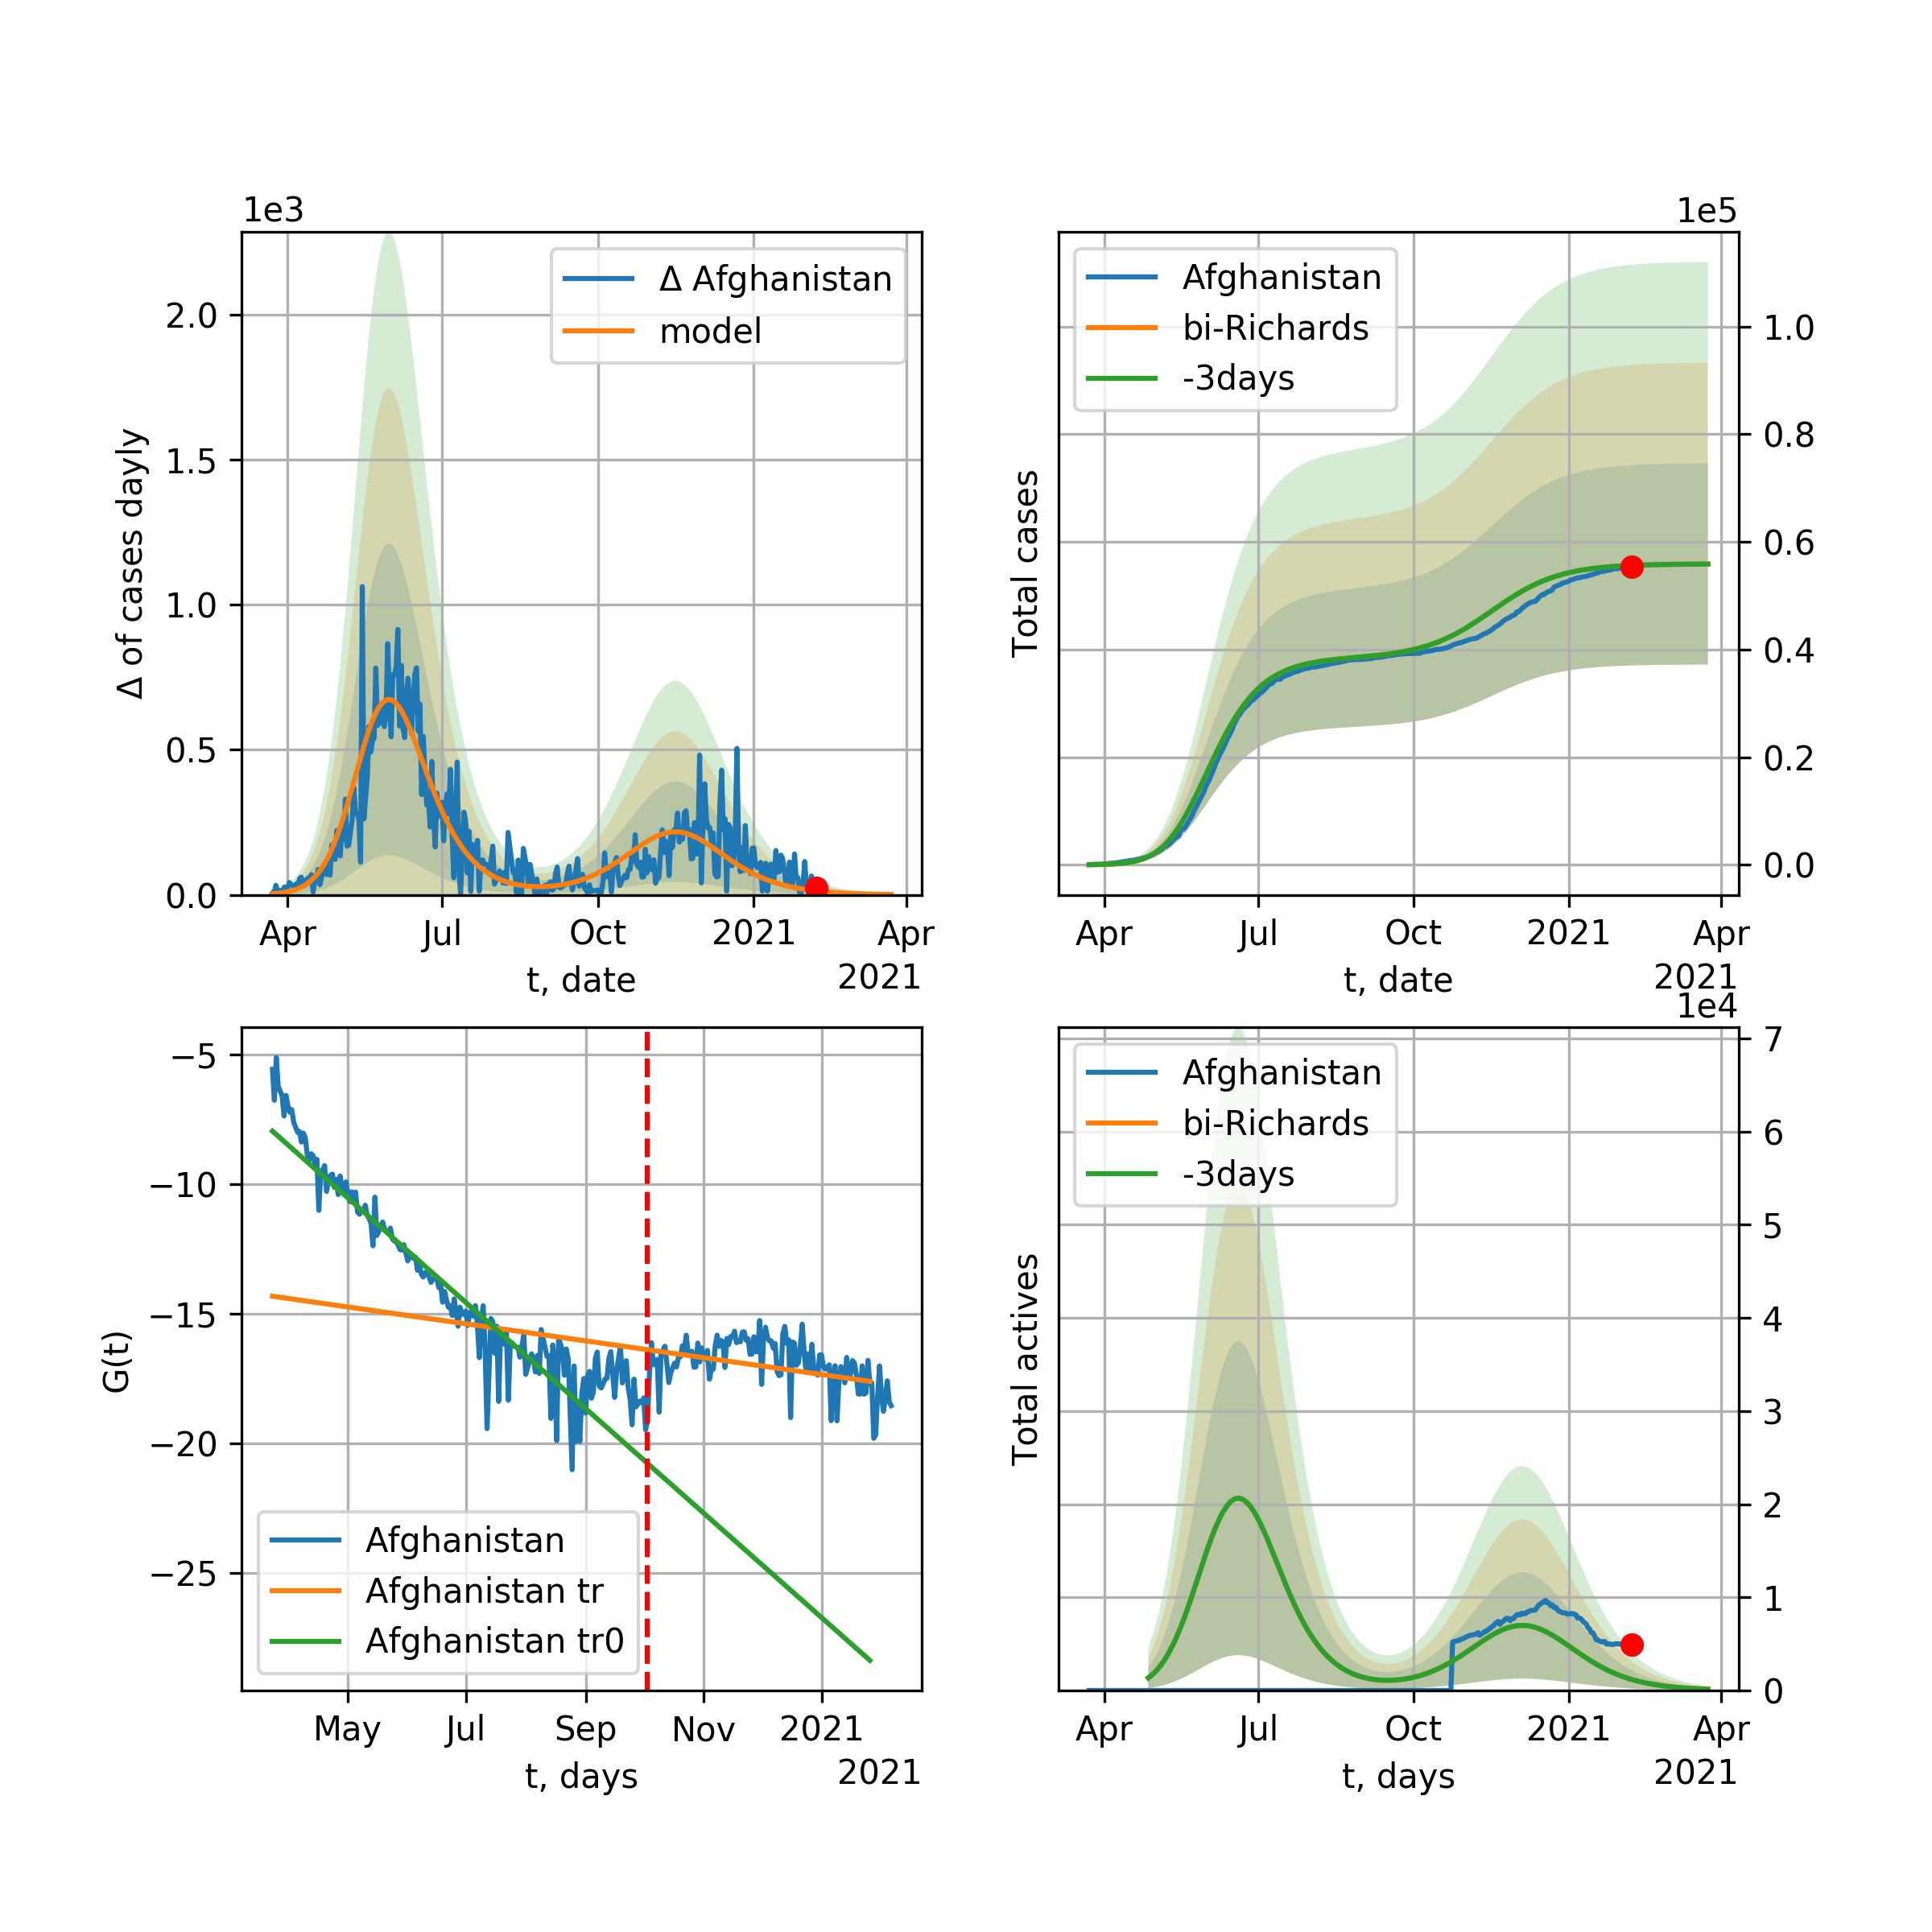 1e3
Δ of cases dayly
2.0
1.5
1.0
0.5
0.0
Δ Afghanistan
model
Apr Jul Oct 2021 Apr
t, date
2021
1e5
Total cases
Afghanistan
bi-Richards
-3days
1.0
0.8
0.6
0.4
0.2
0.0
Apr Jul Oct 2021 Apr
t, date
2021
G(t)
−5
−10
−15
−20
−25
Afghanistan
Afghanistan tr
Afghanistan tr0
May Jul Sep Nov 2021
t, days
2021
1e4
Total actives
Afghanistan
bi-Richards
-3days
7
6
5
4
3
2
1
0
Apr Jul Oct 2021 Apr
t, days
2021